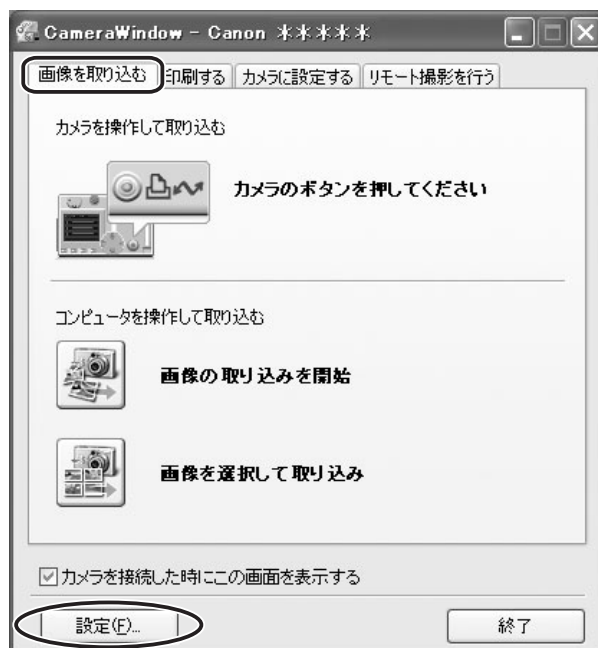 CameraWindow - Canon ＊＊＊＊＊
画像を取り込む 印刷する カメラに設定する リモート撮影を行う
カメラを操作して取り込む
カメラのボタンを押してください
コンピュータを操作して取り込む
画像の取り込みを開始
画像を選択して取り込み
カメラを接続した時にこの画面を表示する
設定(F)... 終了